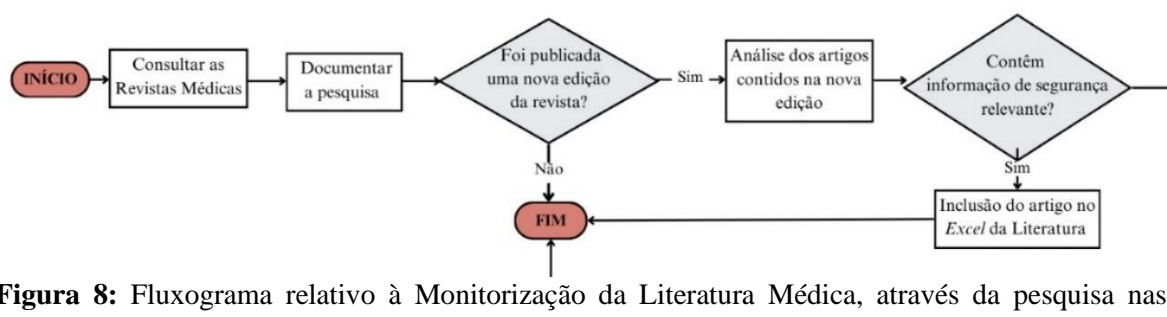 INÍCIO
Consultar as
Revistas Médicas
Documentar
a pesquisa
Foi publicada
uma nova edição
da revista?
Sim
Análise dos artigos
contidos na nova
edição
Contêm
informação de segurança
relevante?
Não
Sim
FIM
Inclusão do artigo no
Excel da Literatura
Figura 8: Fluxograma relativo à Monitorização da Literatura Médica, através da pesquisa nas